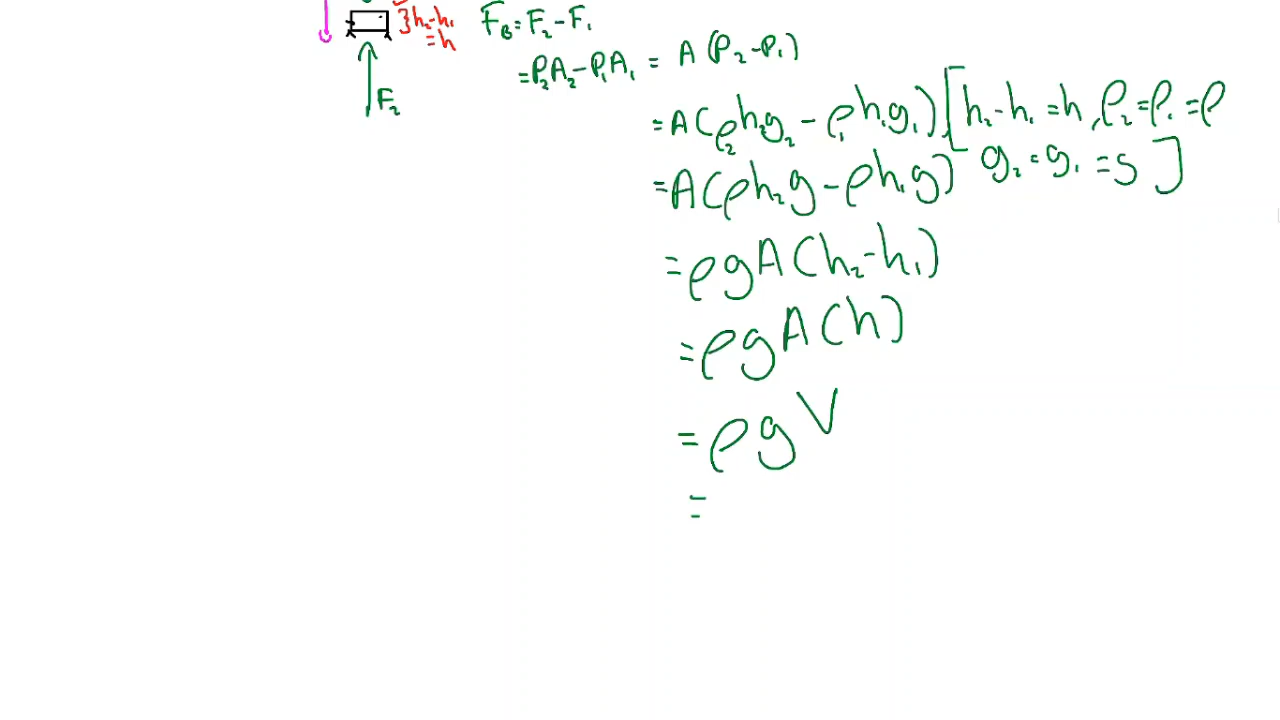 }h₂-h₁
=h
F₂
F_B = F₂ - F₁
= P₂A₂ - P₁A₁ = A (P₂ - P₁)
= A (ρ₂h₂g₂ - ρ₁h₁g₁) [h₂ - h₁ = h, ρ₂ = ρ₁ = ρ
g₂ = g₁ = s ]
= A (ρh₂g - ρh₁g)
= ρgA (h₂ - h₁)
= ρgA (h)
= ρgV
=